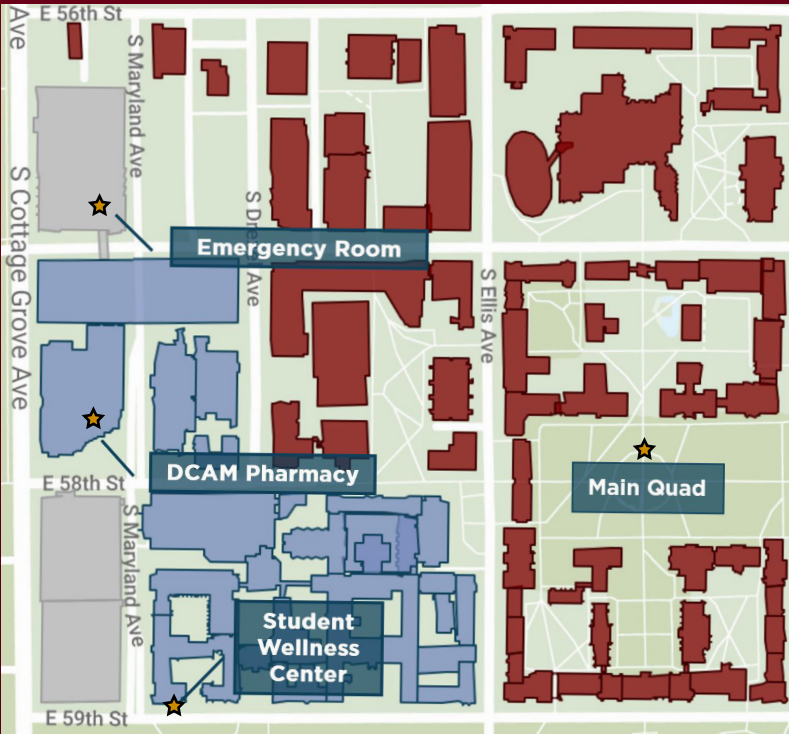 E 56th St
Ave
S Maryland Ave
S Cottage Grove Ave
S Dre
Ave
Emergency Room
S Ellis Ave
DCAM Pharmacy
E 58th St
Main Quad
S Maryland Ave
Student
Wellness
Center
E 59th St